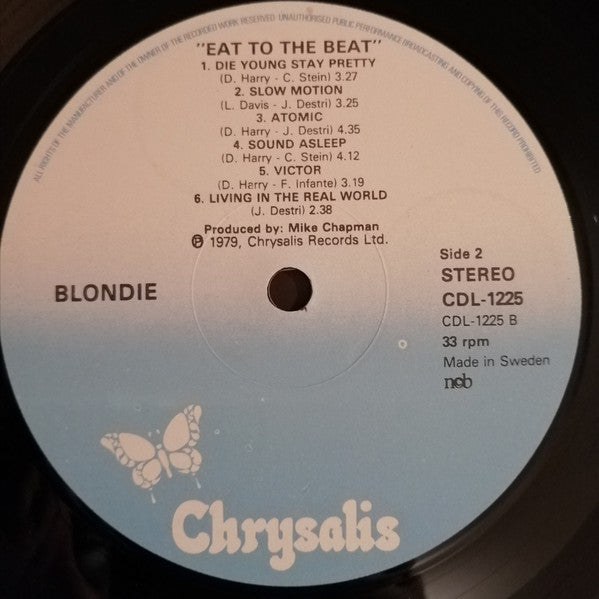 ALL RIGHTS OF THE MANUFACTURER AND OF THE OWNER OF THE RECORDED WORK RESERVED UNAUTHORISED PUBLIC PERFORMANCE BROADCASTING AND COPYING OF THIS RECORD PROHIBITED
"EAT TO THE BEAT"
1. DIE YOUNG STAY PRETTY
(D. Harry - C. Stein) 3.27
2. SLOW MOTION
(L. Davis - J. Destri) 3.25
3. ATOMIC
(D. Harry - J. Destri) 4.35
4. SOUND ASLEEP
(D. Harry - C. Stein) 4.12
5. VICTOR
(D. Harry - F. Infante) 3.19
6. LIVING IN THE REAL WORLD
(J. Destri) 2.38
Produced by: Mike Chapman
℗ 1979, Chrysalis Records Ltd.
BLONDIE
Side 2
STEREO
CDL-1225
CDL-1225 B
33 rpm
Made in Sweden
ncb
Chrysalis